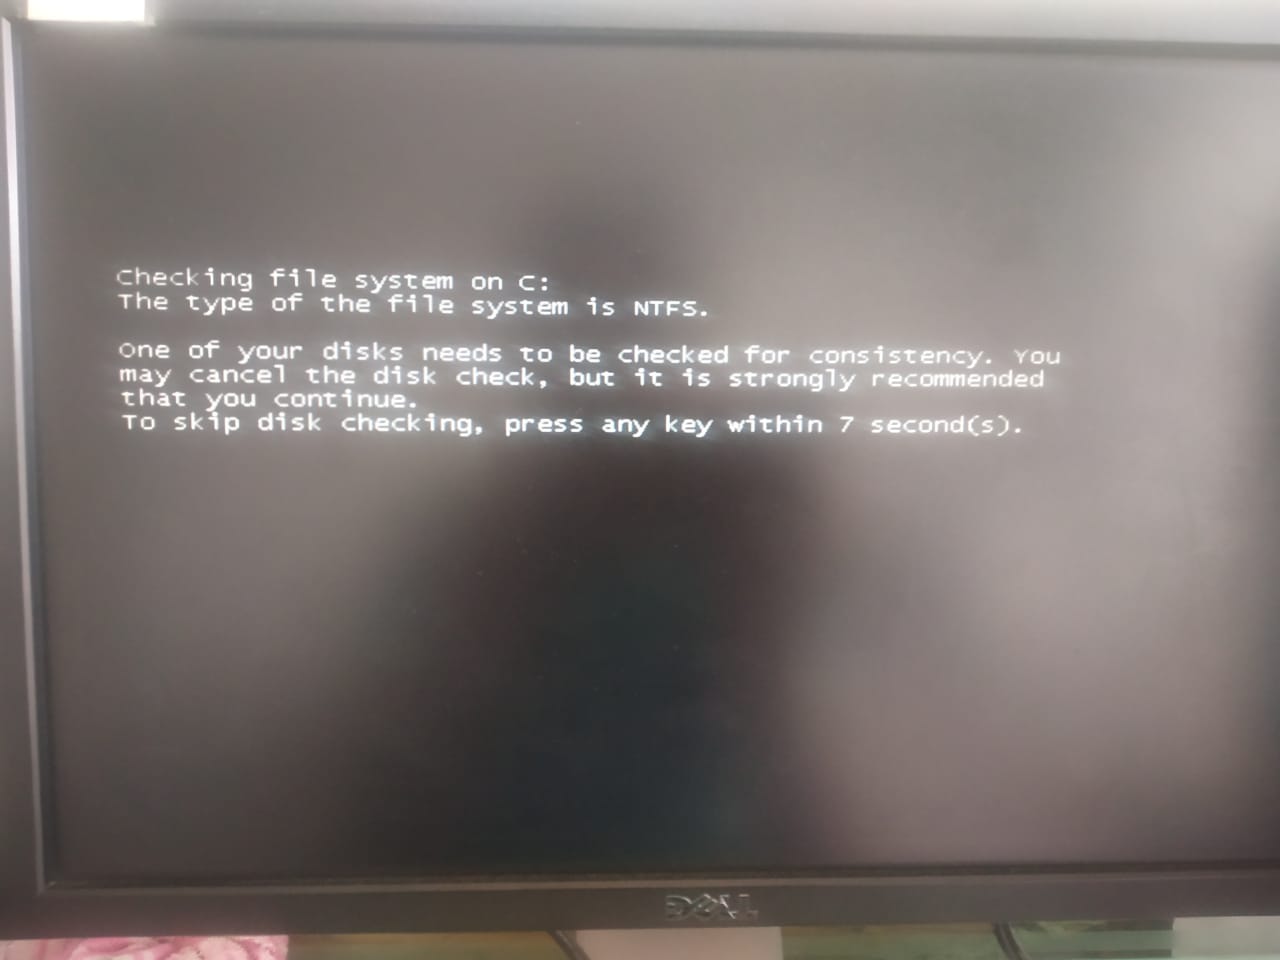 Checking file system on C:
The type of the file system is NTFS.
One of your disks needs to be checked for consistency. You
may cancel the disk check, but it is strongly recommended
that you continue.
To skip disk checking, press any key within 7 second(s).
DELL